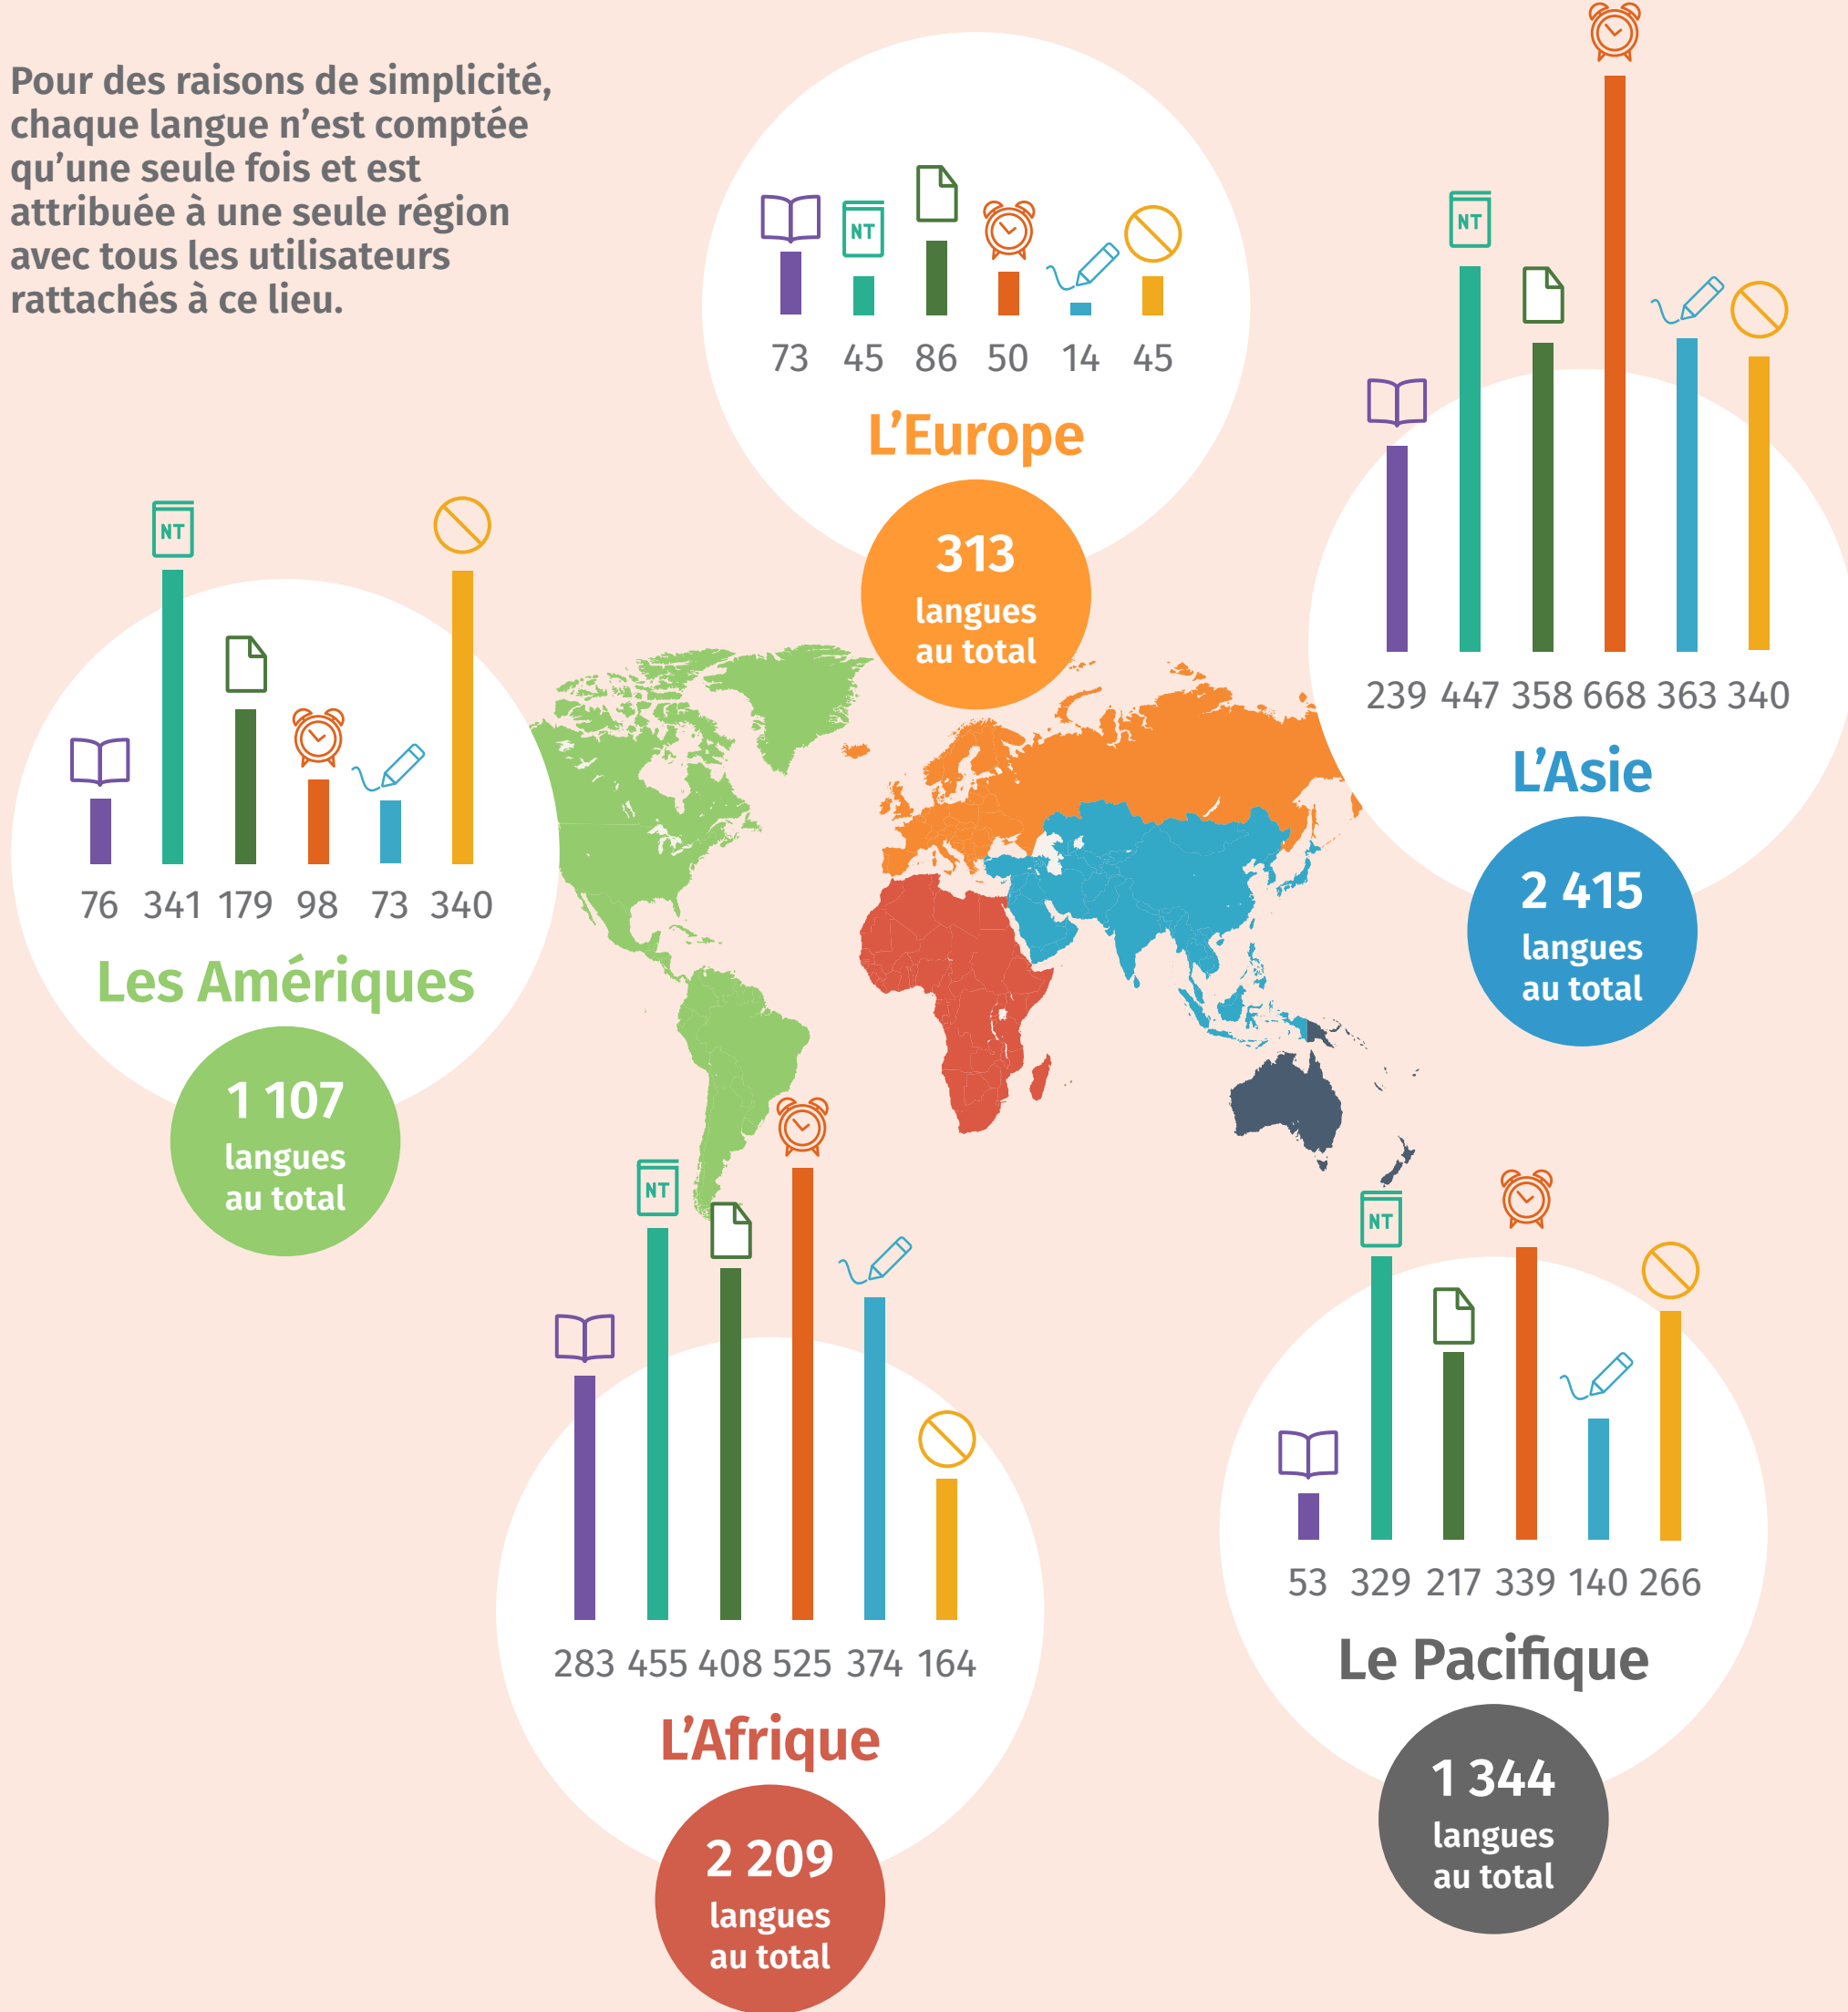 Pour des raisons de simplicité,
chaque langue n’est comptée
qu’une seule fois et est
attribuée à une seule région
avec tous les utilisateurs
rattachés à ce lieu.
NT
73 45 86 50 14 45
L’Europe
313
langues
au total
NT
239 447 358 668 363 340
L’Asie
2 415
langues
au total
NT
76 341 179 98 73 340
Les Amériques
1 107
langues
au total
NT
283 455 408 525 374 164
L’Afrique
2 209
langues
au total
NT
53 329 217 339 140 266
Le Pacifique
1 344
langues
au total